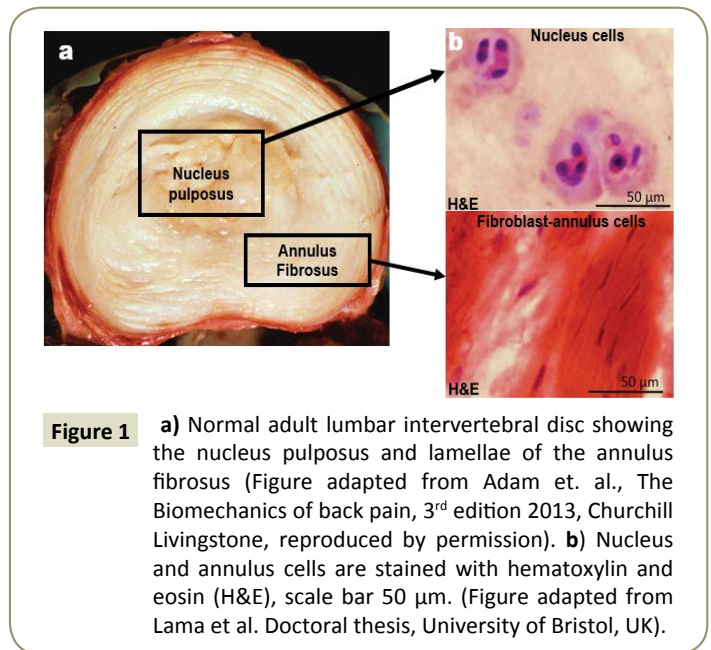 a
Nucleus
pulposus
Annulus
Fibrosus
b
Nucleus cells
50 µm
H&E
Fibroblast-annulus cells
50 µm
H&E
Figure 1
a) Normal adult lumbar intervertebral disc showing
the nucleus pulposus and lamellae of the annulus
fibrosus (Figure adapted from Adam et. al., The
Biomechanics of back pain, 3rd edition 2013, Churchill
Livingstone, reproduced by permission). b) Nucleus
and annulus cells are stained with hematoxylin and
eosin (H&E), scale bar 50 µm. (Figure adapted from
Lama et al. Doctoral thesis, University of Bristol, UK).